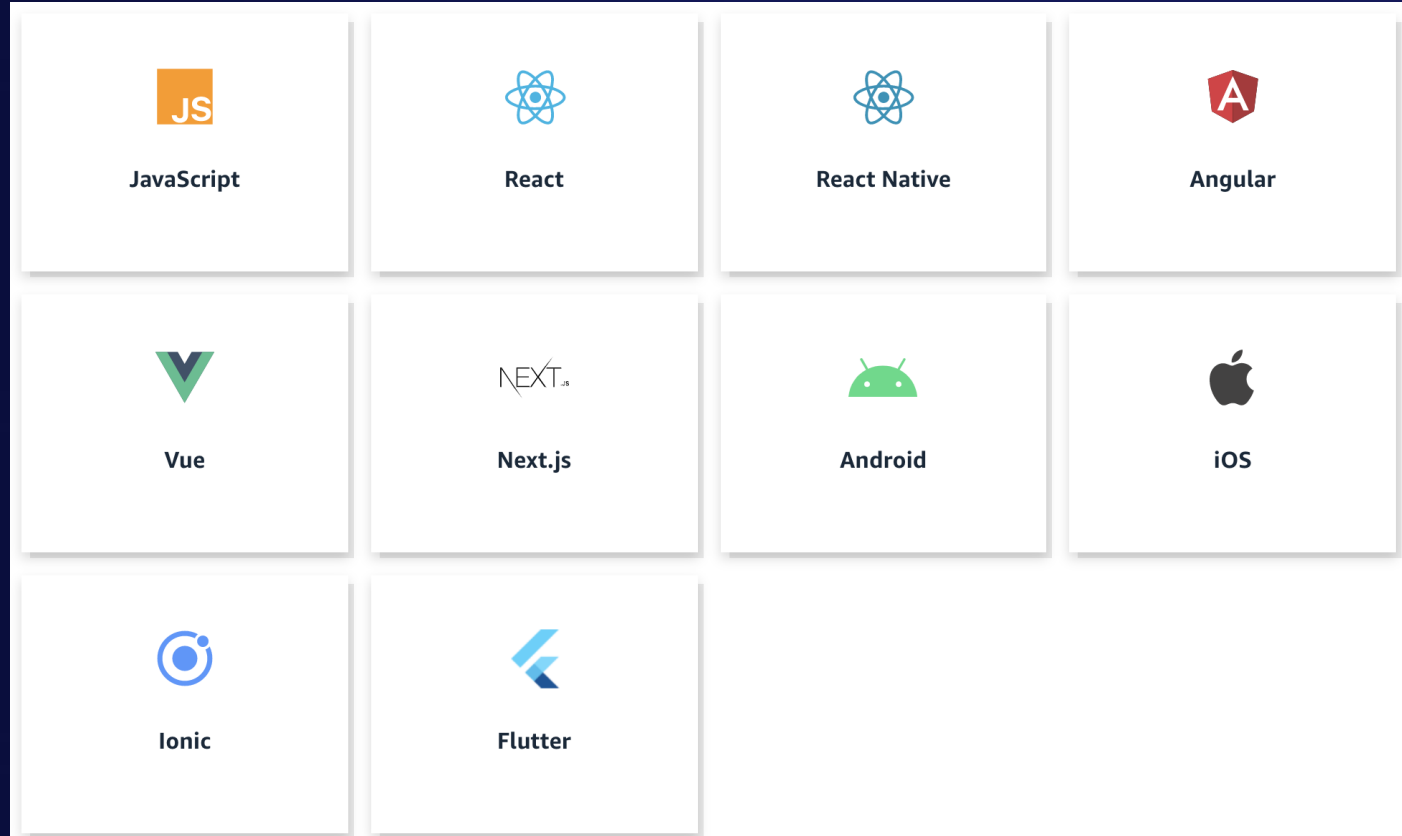 JS
JavaScript
React
React Native
A
Angular
Vue
NEXT.JS
Next.js
Android
iOS
Ionic
Flutter